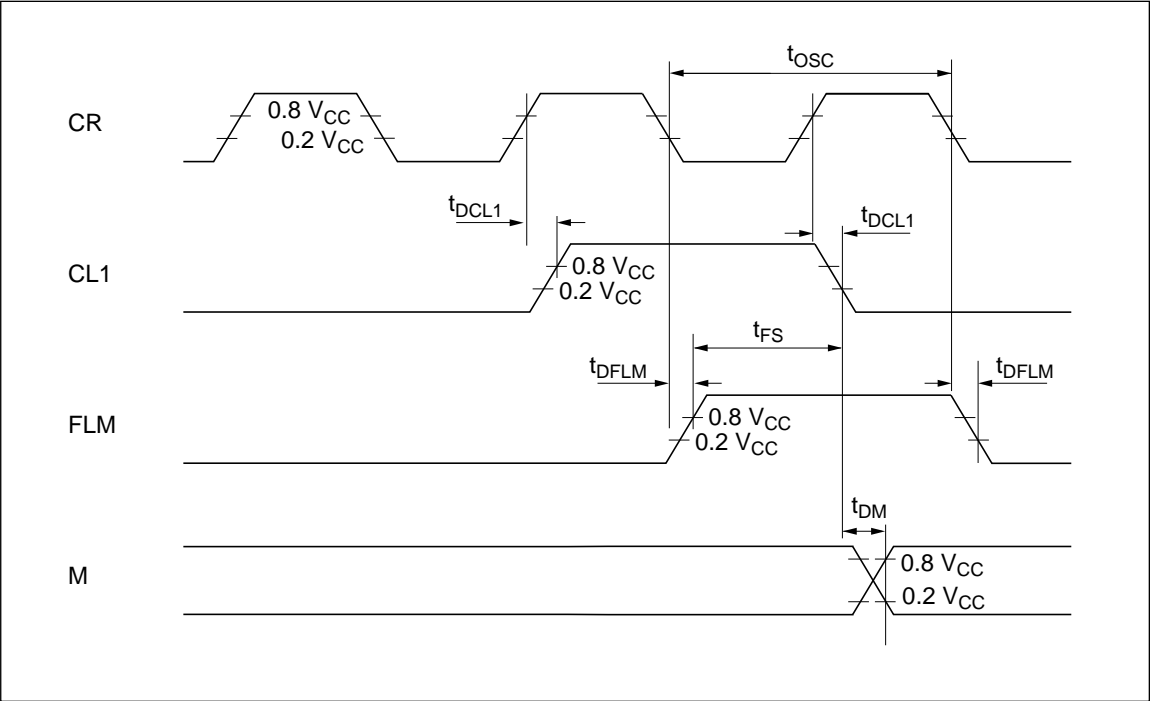 tOSC
CR
0.8 VCC
0.2 VCC
tDCL1
tDCL1
CL1
0.8 VCC
0.2 VCC
tFS
tDFLM
tDFLM
FLM
0.8 VCC
0.2 VCC
tDM
M
0.8 VCC
0.2 VCC